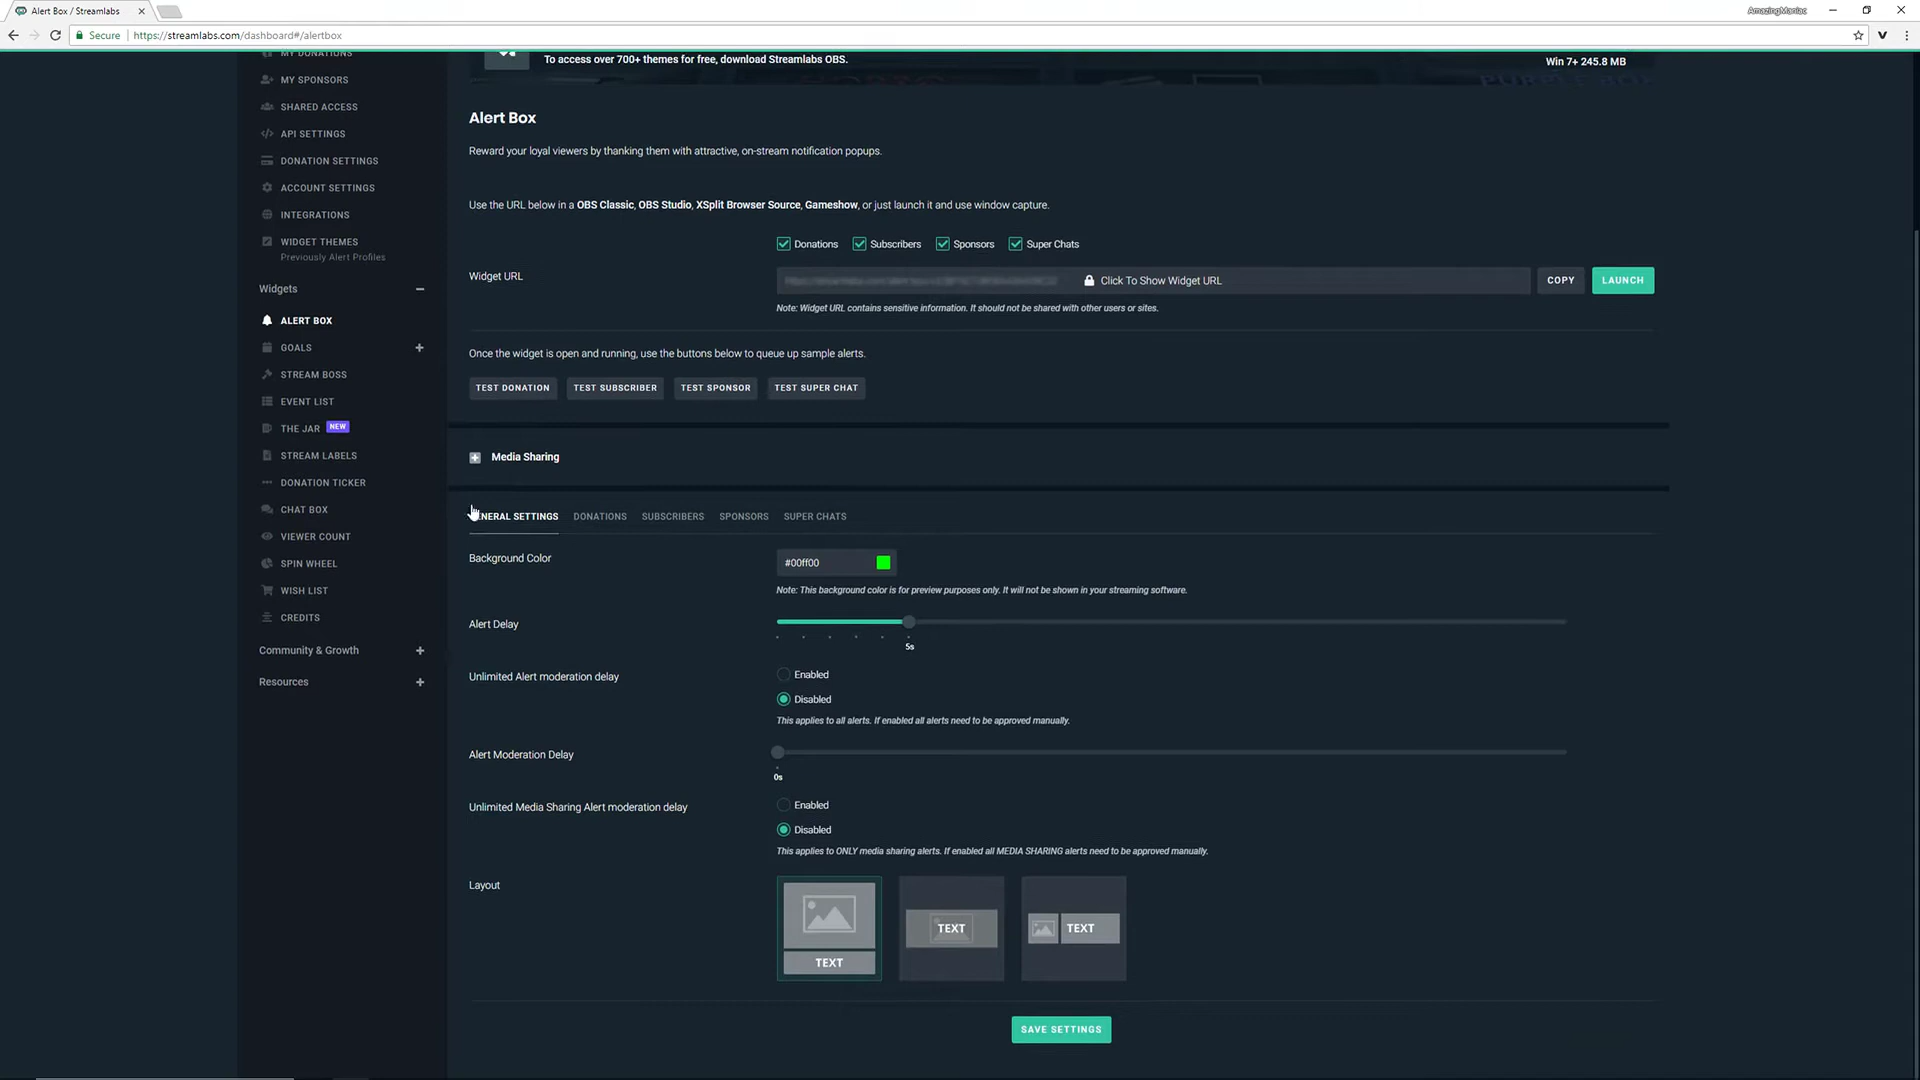 Alert Box / Streamlabs
AmazingManiac
Secure
https://streamlabs.com/dashboard#/alertbox
MY DONATIONS
MY SPONSORS
SHARED ACCESS
API SETTINGS
DONATION SETTINGS
ACCOUNT SETTINGS
INTEGRATIONS
WIDGET THEMES
Previously Alert Profiles
Widgets
ALERT BOX
GOALS
STREAM BOSS
EVENT LIST
THE JAR NEW
STREAM LABELS
DONATION TICKER
CHAT BOX
VIEWER COUNT
SPIN WHEEL
WISH LIST
CREDITS
Community & Growth
Resources
To access over 700+ themes for free, download Streamlabs OBS.
Win 7+ 245.8 MB
PURPLE BOX
Alert Box
Reward your loyal viewers by thanking them with attractive, on-stream notification popups.
Use the URL below in a OBS Classic, OBS Studio, XSplit Browser Source, Gameshow, or just launch it and use window capture.
Donations Subscribers Sponsors Super Chats
Widget URL
Click To Show Widget URL
COPY
LAUNCH
Note: Widget URL contains sensitive information. It should not be shared with other users or sites.
Once the widget is open and running, use the buttons below to queue up sample alerts.
TEST DONATION TEST SUBSCRIBER TEST SPONSOR TEST SUPER CHAT
Media Sharing
GENERAL SETTINGS DONATIONS SUBSCRIBERS SPONSORS SUPER CHATS
Background Color
#00ff00
Note: This background color is for preview purposes only. It will not be shown in your streaming software.
Alert Delay
5s
Unlimited Alert moderation delay
Enabled
Disabled
This applies to all alerts. If enabled all alerts need to be approved manually.
Alert Moderation Delay
0s
Unlimited Media Sharing Alert moderation delay
Enabled
Disabled
This applies to ONLY media sharing alerts. If enabled all MEDIA SHARING alerts need to be approved manually.
Layout
TEXT
TEXT
TEXT
SAVE SETTINGS